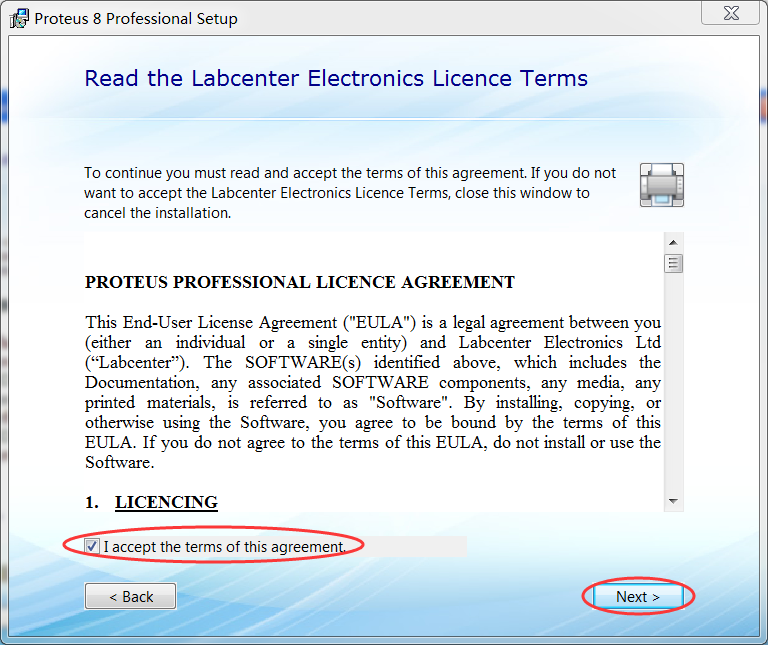 Proteus 8 Professional Setup
Read the Labcenter Electronics Licence Terms
To continue you must read and accept the terms of this agreement. If you do not
want to accept the Labcenter Electronics Licence Terms, close this window to
cancel the installation.
PROTEUS PROFESSIONAL LICENCE AGREEMENT
This End-User License Agreement ("EULA") is a legal agreement between you
(either an individual or a single entity) and Labcenter Electronics Ltd
(“Labcenter”). The SOFTWARE(s) identified above, which includes the
Documentation, any associated SOFTWARE components, any media, any
printed materials, is referred to as "Software". By installing, copying, or
otherwise using the Software, you agree to be bound by the terms of this
EULA. If you do not agree to the terms of this EULA, do not install or use the
Software.
1. LICENCING
I accept the terms of this agreement.
< Back
Next >